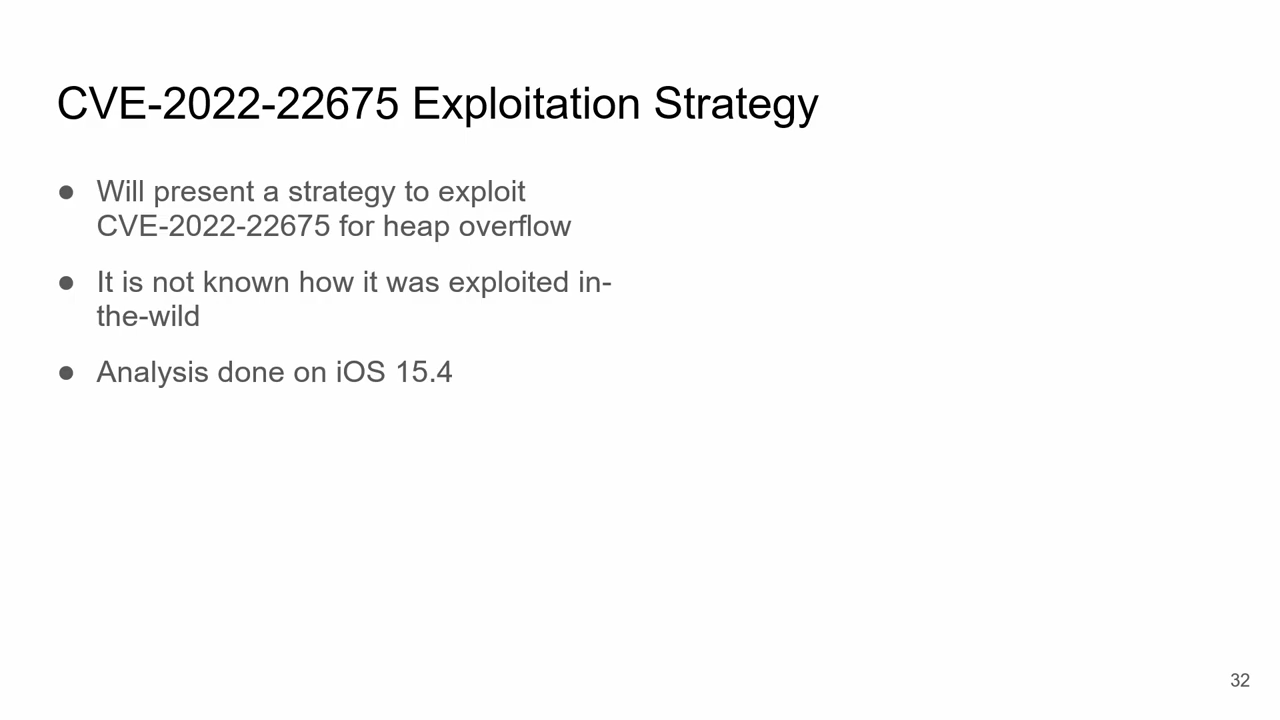 CVE-2022-22675 Exploitation Strategy
● Will present a strategy to exploit
CVE-2022-22675 for heap overflow
● It is not known how it was exploited in-
the-wild
● Analysis done on iOS 15.4
32